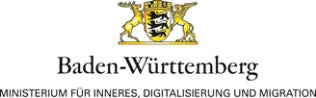 Baden-Württemberg
MINISTERIUM FÜR INNERES, DIGITALISIERUNG UND MIGRATION